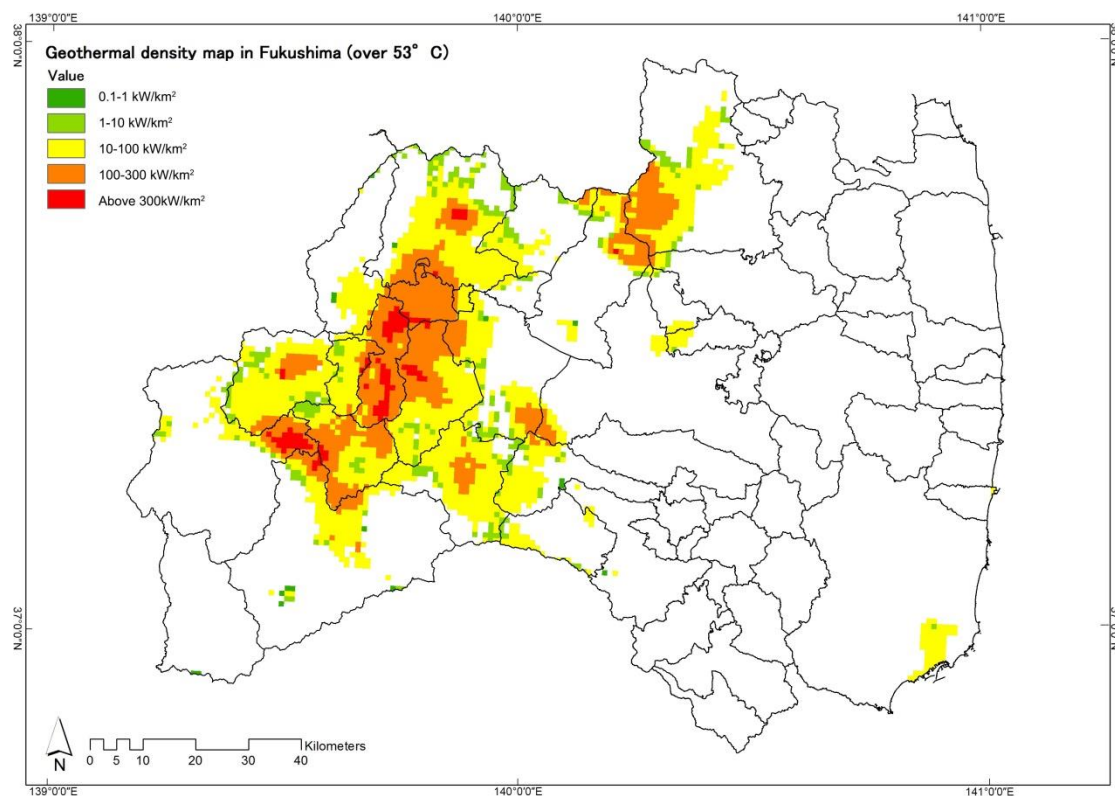 139°0'0"E 140°0'0"E 141°0'0"E
38°0'0"N
Geothermal density map in Fukushima (over 53° C)
Value
0.1-1 kW/km²
1-10 kW/km²
10-100 kW/km²
100-300 kW/km²
Above 300kW/km²
37°0'0"N
N
Kilometers
0 5 10 20 30 40
139°0'0"E 140°0'0"E 141°0'0"E